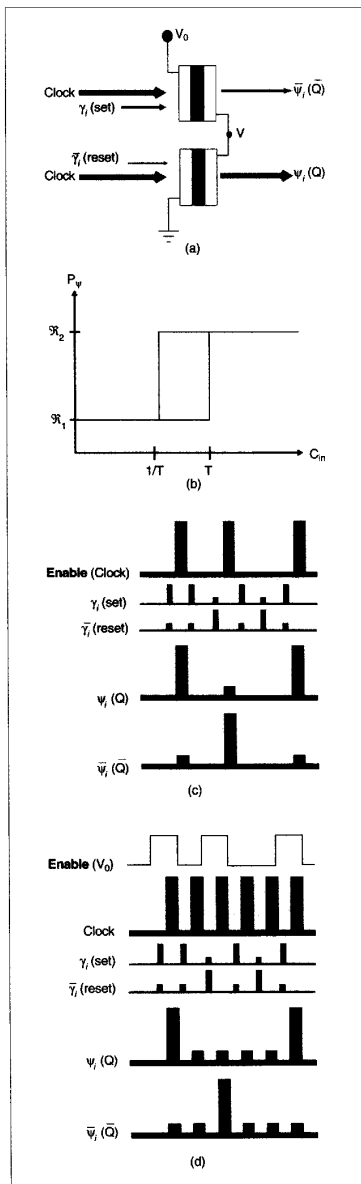 V₀
Clock
γᵢ (set)
ψ̄ᵢ (Q̄)
V
γ̄ᵢ (reset)
Clock
ψᵢ (Q)
(a)
P_ψ
ℜ₂
ℜ₁
1/T T C_in
(b)
Enable (Clock)
γᵢ (set)
γ̄ᵢ (reset)
ψᵢ (Q)
ψ̄ᵢ (Q̄)
(c)
Enable (V₀)
Clock
γᵢ (set)
γ̄ᵢ (reset)
ψᵢ (Q)
ψ̄ᵢ (Q̄)
(d)